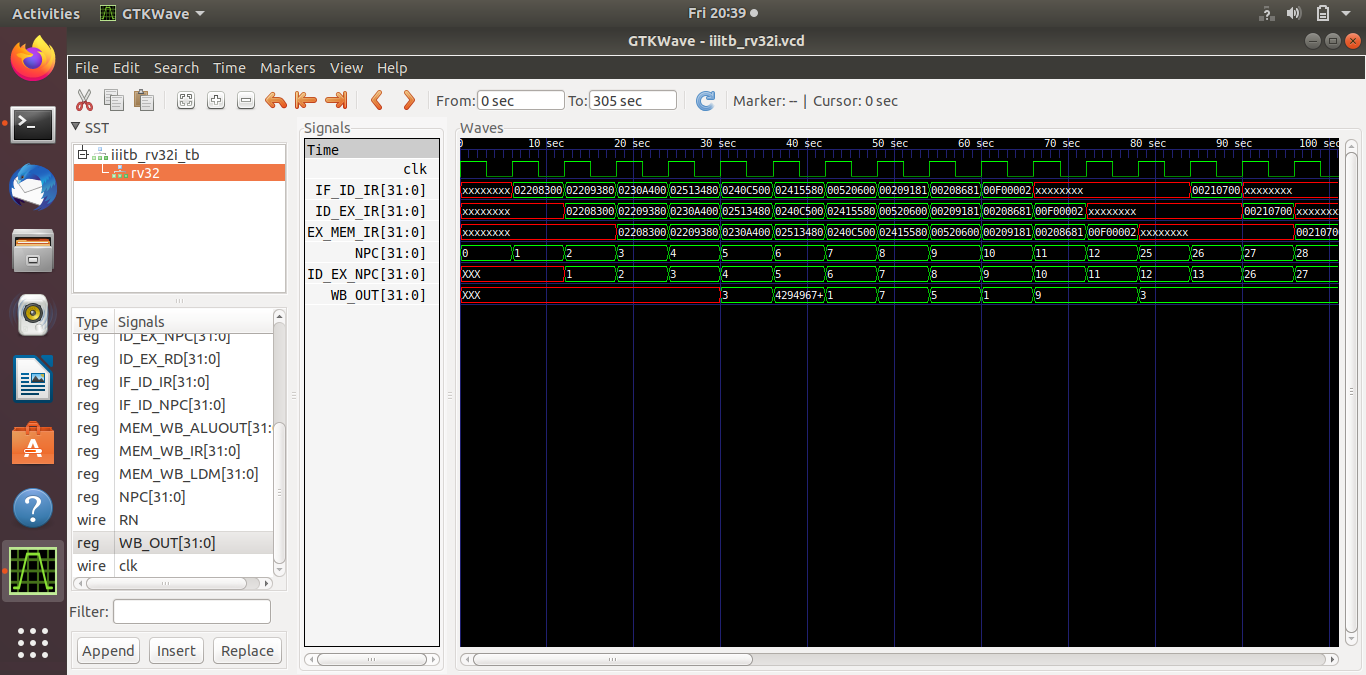 Activities GTKWave Fri 20:39
GTKWave - iiitb_rv32i.vcd
File Edit Search Time Markers View Help
From: 0 sec To: 305 sec Marker: -- | Cursor: 0 sec
SST
iiitb_rv32i_tb
rv32
Type Signals
reg ID_EX_NPC[31:0]
reg ID_EX_RD[31:0]
reg IF_ID_IR[31:0]
reg IF_ID_NPC[31:0]
reg MEM_WB_ALUOUT[31:
reg MEM_WB_IR[31:0]
reg MEM_WB_LDM[31:0]
reg NPC[31:0]
wire RN
reg WB_OUT[31:0]
wire clk
Filter:
Append Insert Replace
Signals
Time
clk
IF_ID_IR[31:0]
ID_EX_IR[31:0]
EX_MEM_IR[31:0]
NPC[31:0]
ID_EX_NPC[31:0]
WB_OUT[31:0]
Waves
0 10 sec 20 sec 30 sec 40 sec 50 sec 60 sec 70 sec 80 sec 90 sec 100 sec
xxxxxxxx 02208300 02209380 0230A400 02513480 0240C500 02415580 00520600 00209181 00208681 00F00002 xxxxxxxx 00210700 xxxxxxxx
xxxxxxxx 02208300 02209380 0230A400 02513480 0240C500 02415580 00520600 00209181 00208681 00F00002 xxxxxxxx 00210700 xxxxxxx
xxxxxxxx 02208300 02209380 0230A400 02513480 0240C500 02415580 00520600 00209181 00208681 00F00002 xxxxxxxx 0021070
0 1 2 3 4 5 6 7 8 9 10 11 12 25 26 27 28
XXX 1 2 3 4 5 6 7 8 9 10 11 12 13 26 27
XXX 3 4294967+ 1 7 5 1 9 3